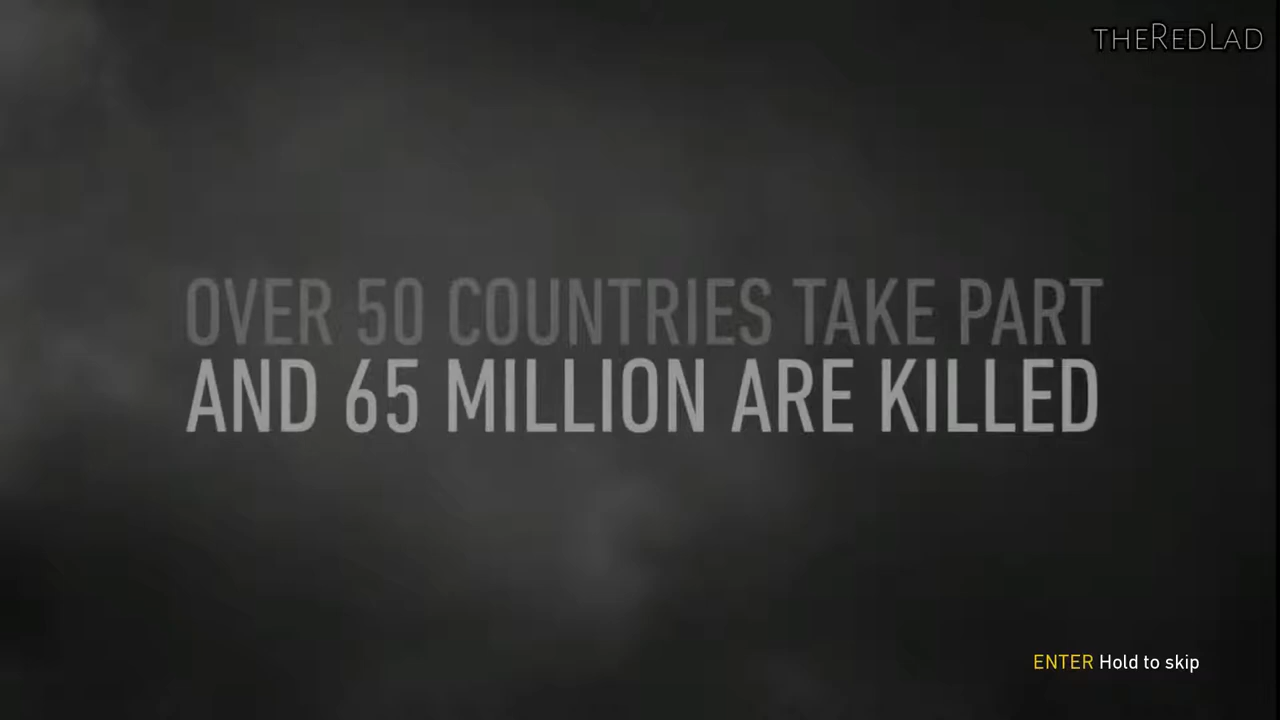 THEREDLAD
OVER 50 COUNTRIES TAKE PART
AND 65 MILLION ARE KILLED
ENTER Hold to skip